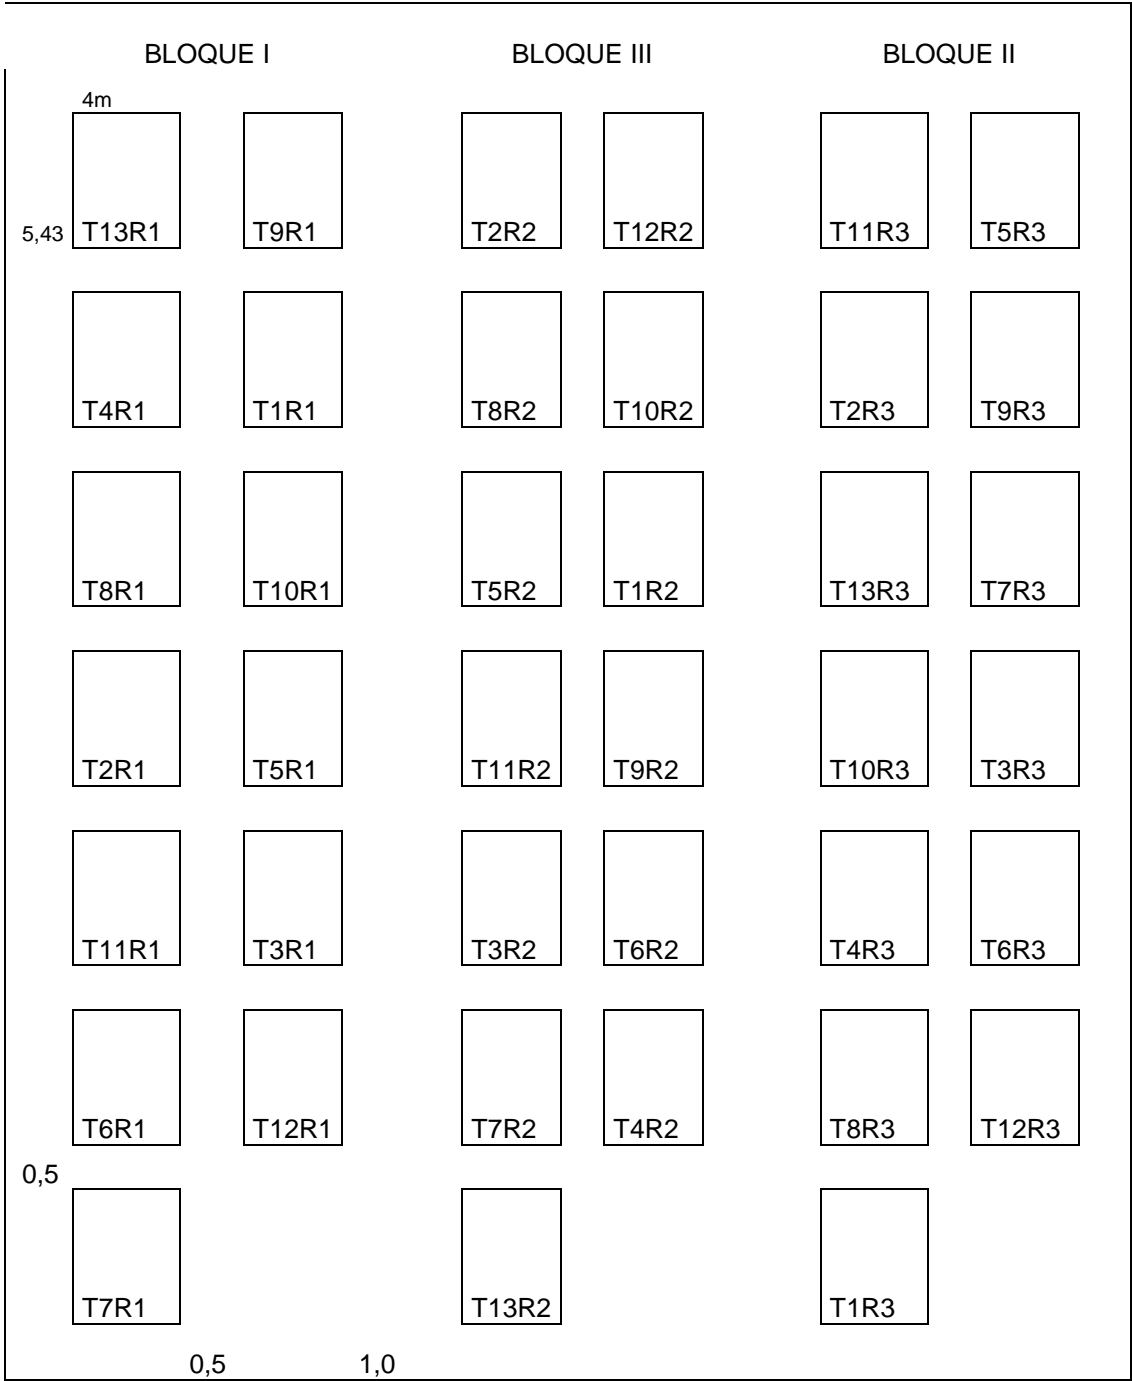 BLOQUE I BLOQUE III BLOQUE II
4m
5,43 T13R1 T9R1 T2R2 T12R2 T11R3 T5R3
T4R1 T1R1 T8R2 T10R2 T2R3 T9R3
T8R1 T10R1 T5R2 T1R2 T13R3 T7R3
T2R1 T5R1 T11R2 T9R2 T10R3 T3R3
T11R1 T3R1 T3R2 T6R2 T4R3 T6R3
T6R1 T12R1 T7R2 T4R2 T8R3 T12R3
0,5
T7R1 T13R2 T1R3
0,5 1,0